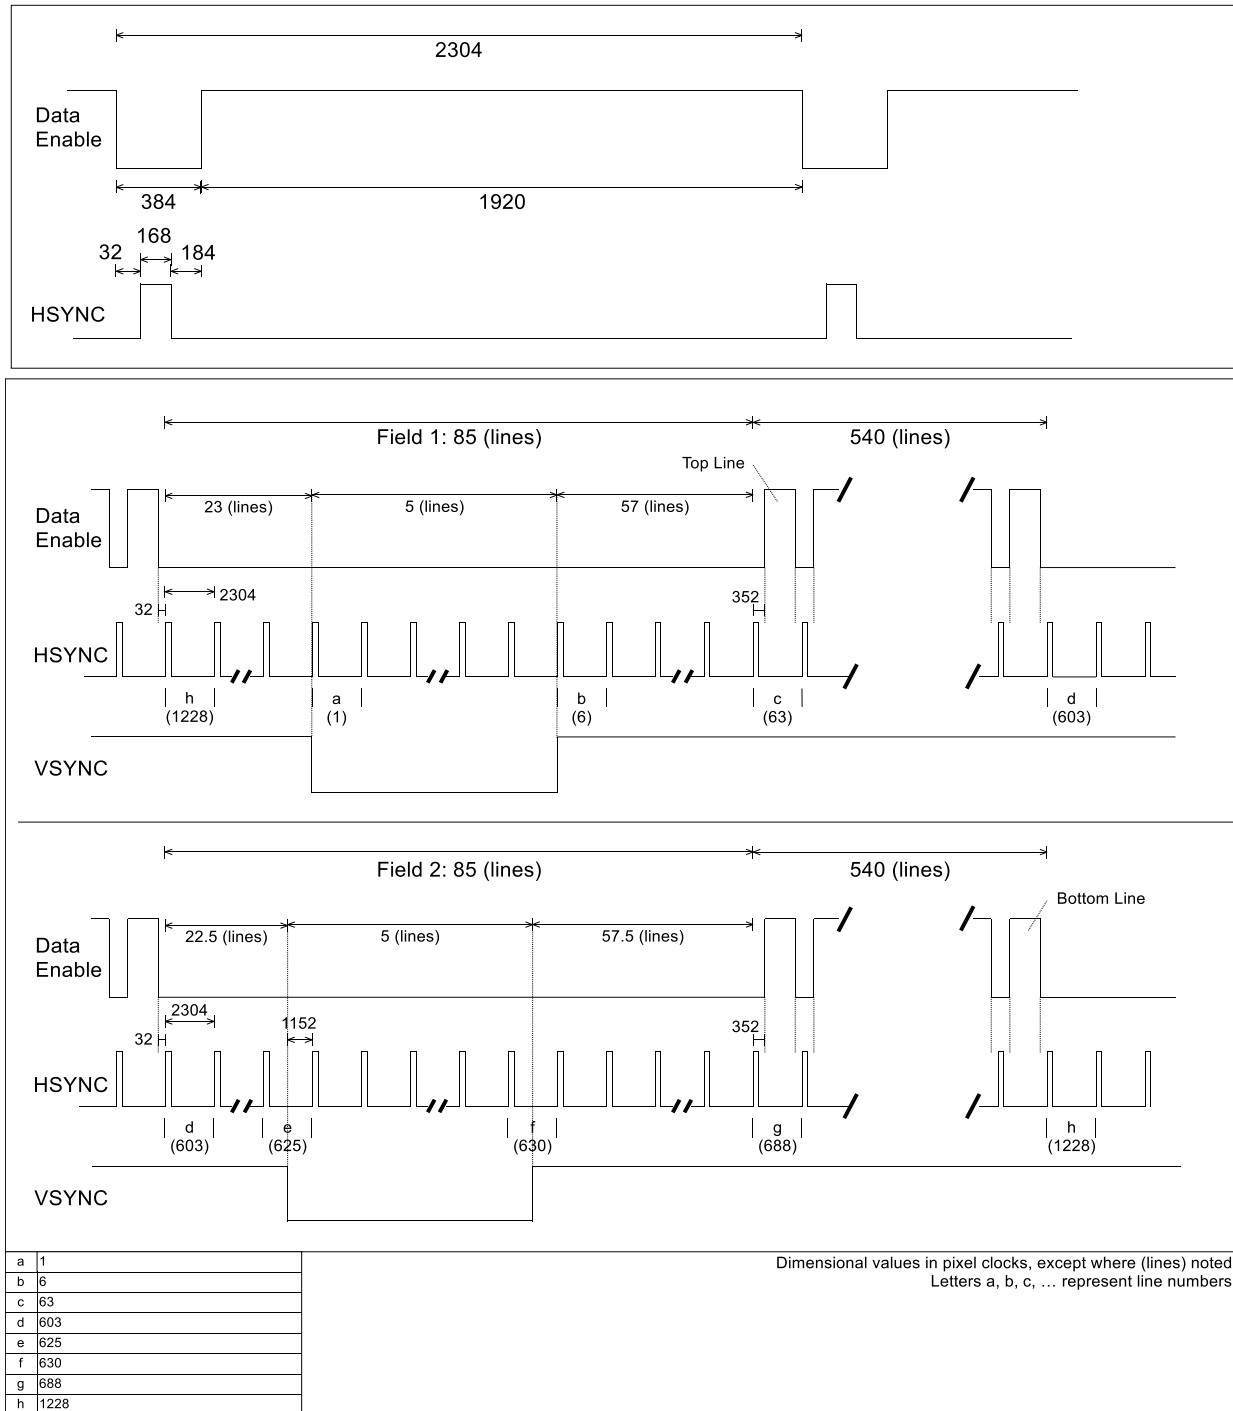 2304
Data
Enable
384
1920
168
32
184
HSYNC
Field 1: 85 (lines)
540 (lines)
Top Line
23 (lines)
5 (lines)
57 (lines)
Data
Enable
2304
32
352
HSYNC
h
(1228)
a
(1)
b
(6)
c
(63)
d
(603)
VSYNC
Field 2: 85 (lines)
540 (lines)
Bottom Line
22.5 (lines)
5 (lines)
57.5 (lines)
Data
Enable
2304
1152
32
352
HSYNC
d
(603)
e
(625)
f
(630)
g
(688)
h
(1228)
VSYNC
a 1
b 6
c 63
d 603
e 625
f 630
g 688
h 1228
Dimensional values in pixel clocks, except where (lines) noted
Letters a, b, c, … represent line numbers